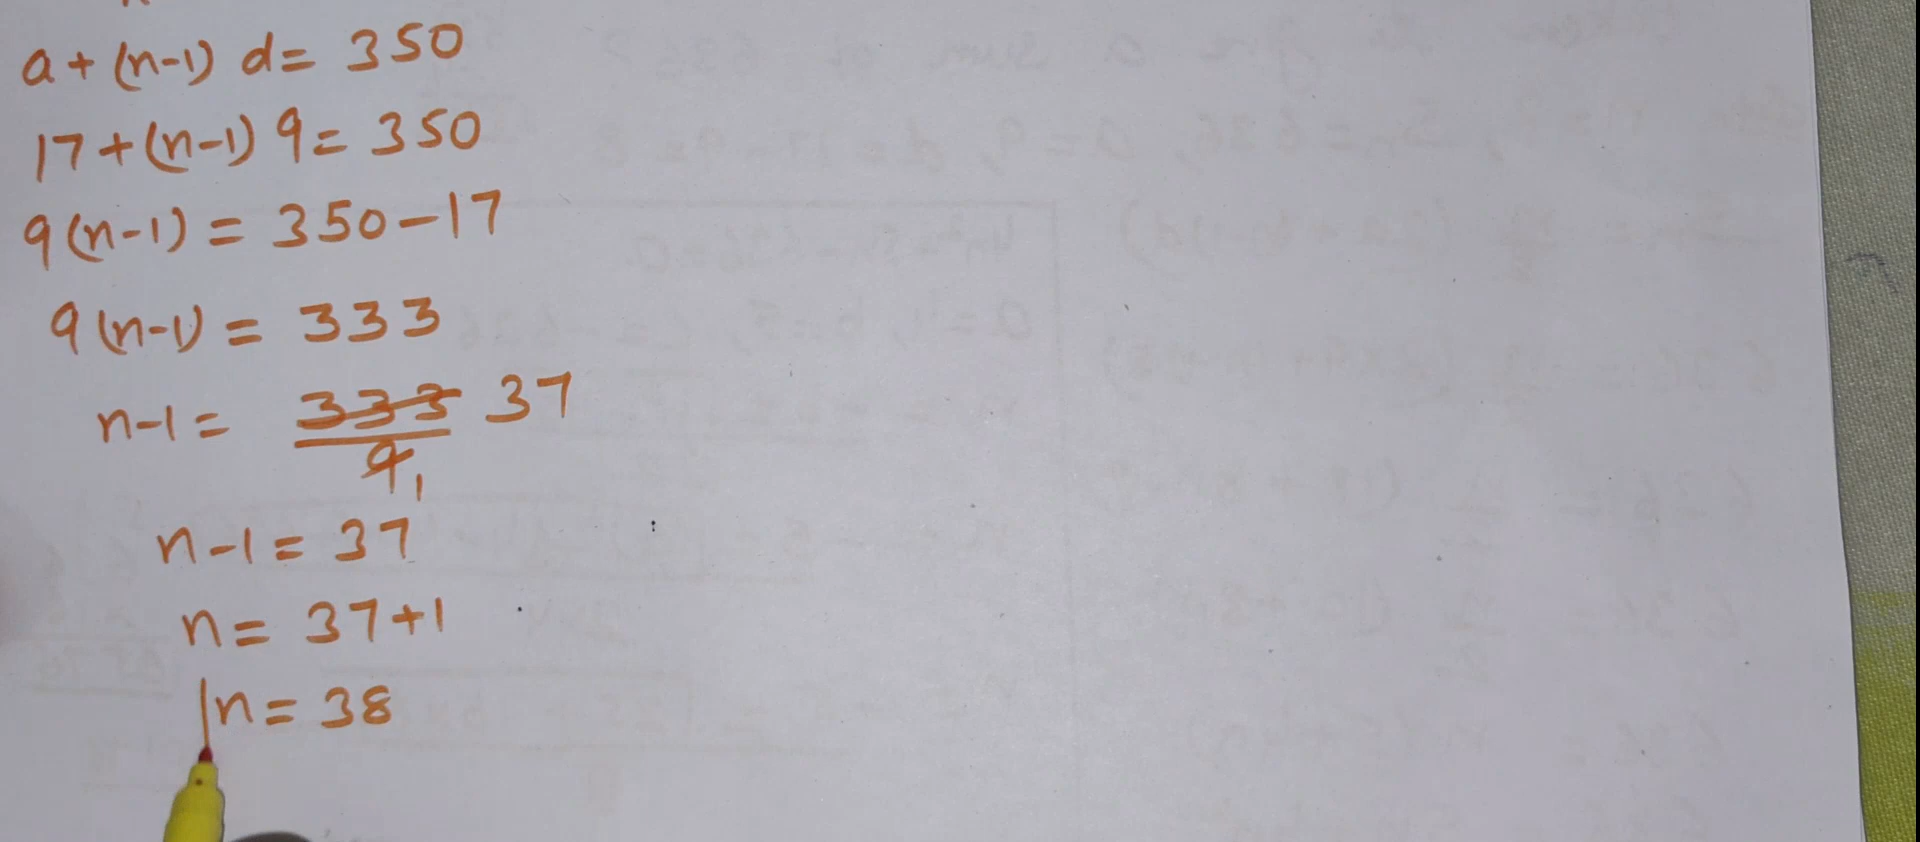 a + (n-1) d = 350
17 + (n-1) 9 = 350
9 (n-1) = 350 - 17
9 (n-1) = 333
n-1 = 333/9 37
1
n-1 = 37
n = 37+1
n = 38